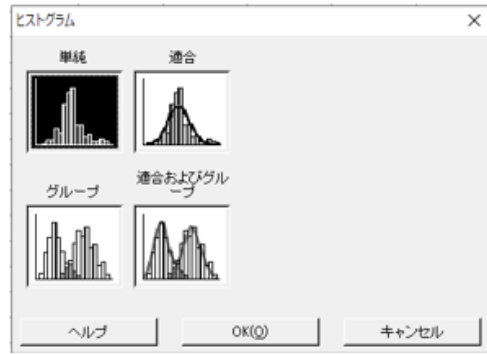 ヒストグラム
単純
適合
グループ
適合およびグル
ープ
ヘルプ
OK(O)
キャンセル